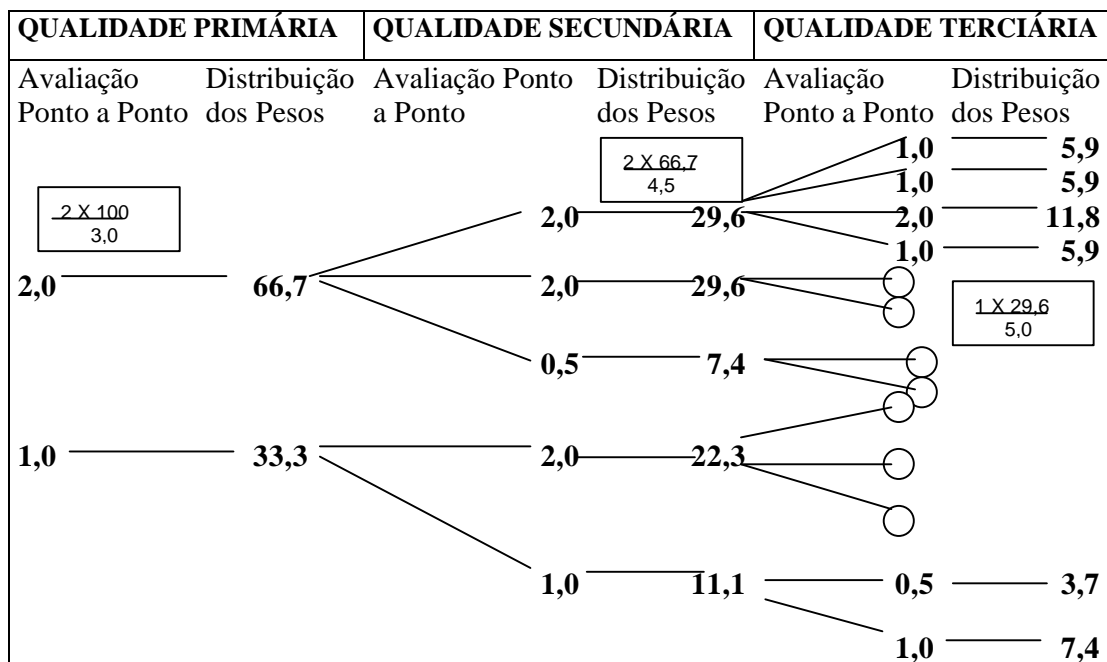 QUALIDADE PRIMÁRIA QUALIDADE SECUNDÁRIA QUALIDADE TERCIÁRIA
Avaliação Distribuição Avaliação Ponto Distribuição Avaliação Distribuição
Ponto a Ponto dos Pesos a Ponto dos Pesos Ponto a Ponto dos Pesos
1,0 5,9
2 X 66,7
4,5
1,0 5,9
2 X 100
3,0
2,0 29,6 2,0 11,8
1,0 5,9
2,0 66,7 2,0 29,6
1 X 29,6
5,0
0,5 7,4
1,0 33,3 2,0 22,3
1,0 11,1 0,5 3,7
1,0 7,4